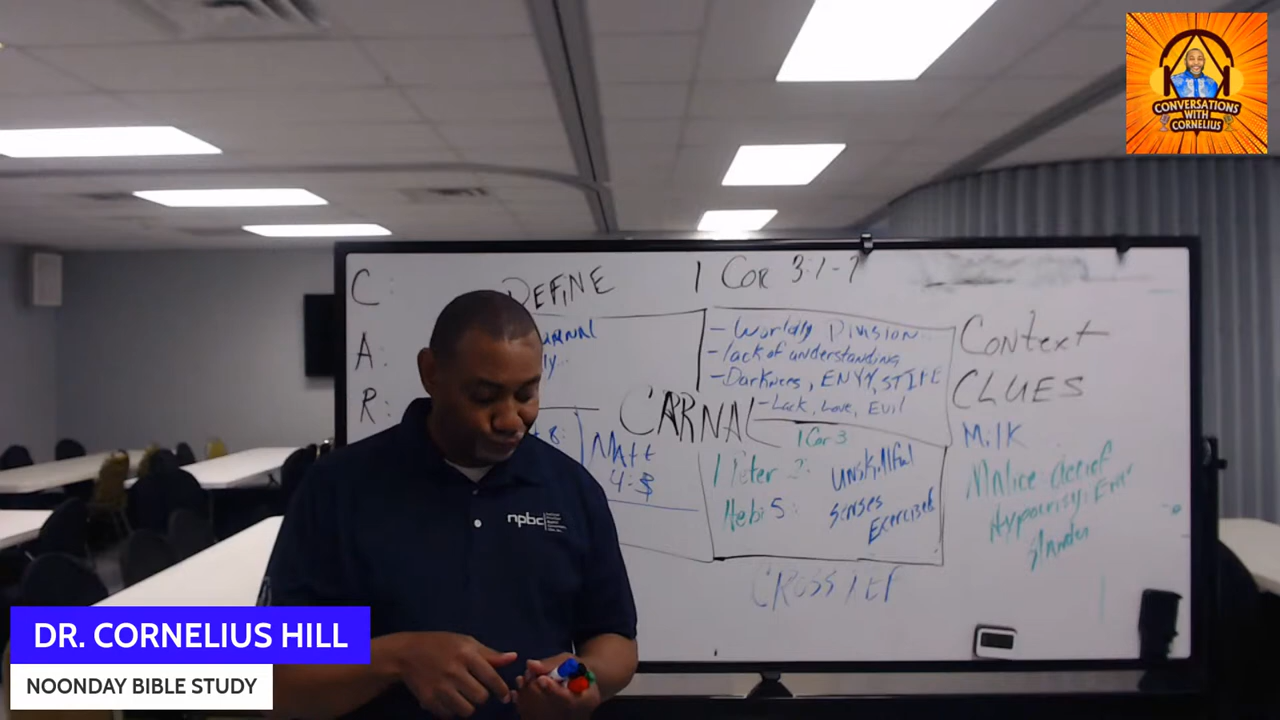 CONVERSATIONS
WITH
CORNELIUS
C:
A:
R:
DEFINE
1 COR 3:1-7
- Worldly Division
- lack of understanding
- Darkness, ENVY, STIFE
- Lack, Love, Evil
CARNAL
1 Cor 3
8:
MATT
4:
1 Peter 2:
Heb: 5:
unskillful
senses
Exercised
CROSS REF
Context
CLUES
Milk
Malice: deceit
Hypocrisy:
Slander
npbc
DR. CORNELIUS HILL
NOONDAY BIBLE STUDY